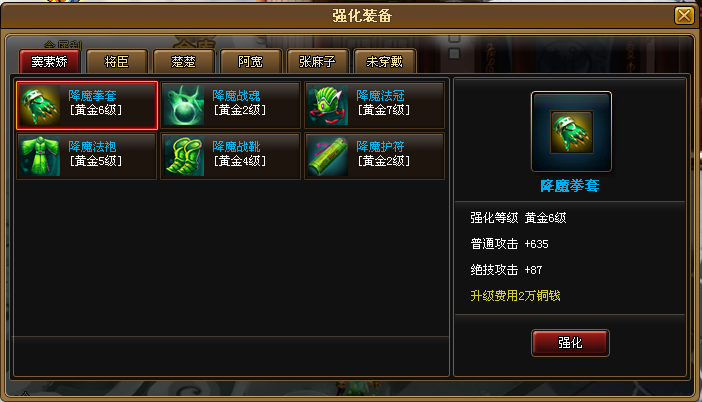 强化装备
窦萦娇 将臣 楚楚 阿宽 张麻子 未穿戴
降魔拳套 降魔战魂 降魔法冠
[黄金6级] [黄金2级] [黄金7级]
降魔法袍 降魔战靴 降魔护符
[黄金5级] [黄金4级] [黄金2级]
降魔拳套
强化等级 黄金6级
普通攻击 +635
绝技攻击 +87
升级费用2万铜钱
强化